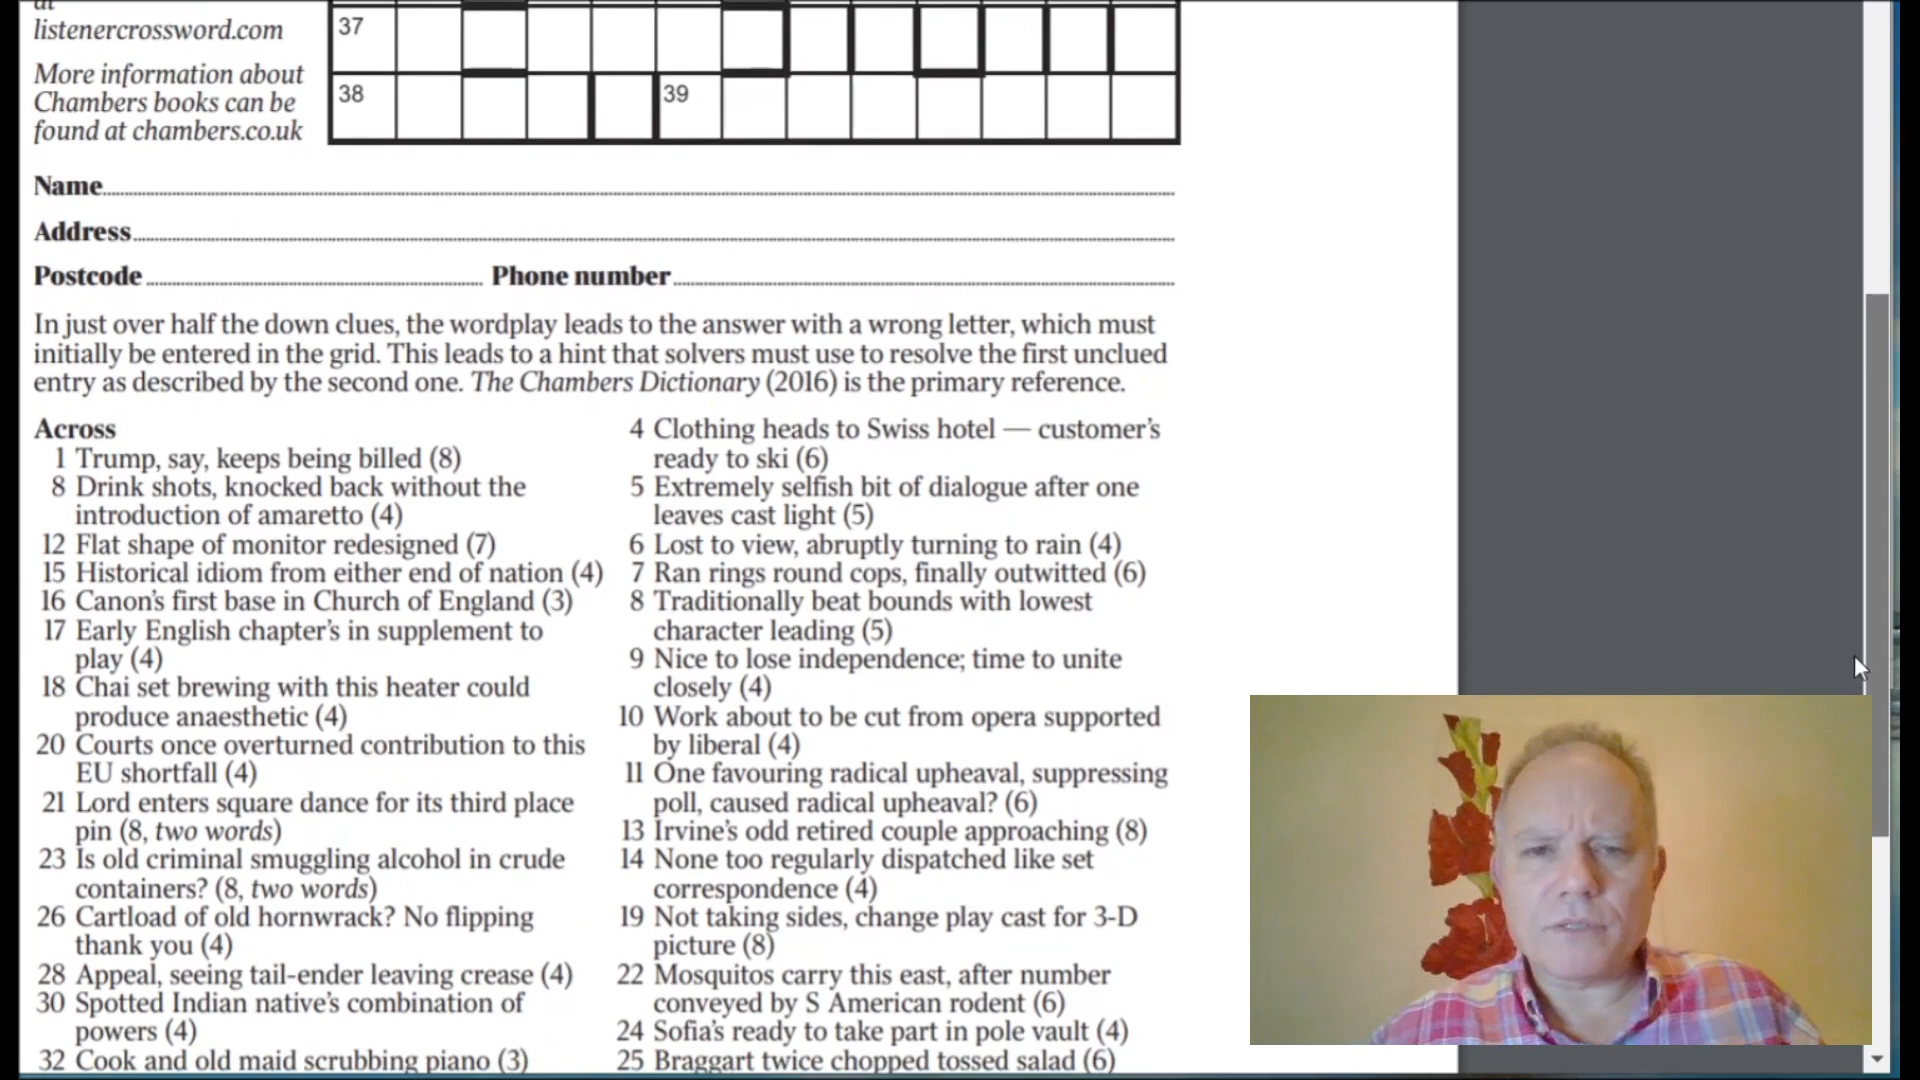 at
listenercrossword.com
More information about
Chambers books can be
found at chambers.co.uk
37
38
39
Name
Address
Postcode Phone number
In just over half the down clues, the wordplay leads to the answer with a wrong letter, which must
initially be entered in the grid. This leads to a hint that solvers must use to resolve the first unclued
entry as described by the second one. The Chambers Dictionary (2016) is the primary reference.
Across
1 Trump, say, keeps being billed (8)
8 Drink shots, knocked back without the
introduction of amaretto (4)
12 Flat shape of monitor redesigned (7)
15 Historical idiom from either end of nation (4)
16 Canon's first base in Church of England (3)
17 Early English chapter's in supplement to
play (4)
18 Chai set brewing with this heater could
produce anaesthetic (4)
20 Courts once overturned contribution to this
EU shortfall (4)
21 Lord enters square dance for its third place
pin (8, two words)
23 Is old criminal smuggling alcohol in crude
containers? (8, two words)
26 Cartload of old hornwrack? No flipping
thank you (4)
28 Appeal, seeing tail-ender leaving crease (4)
30 Spotted Indian native's combination of
powers (4)
32 Cook and old maid scrubbing piano (3)
4 Clothing heads to Swiss hotel — customer's
ready to ski (6)
5 Extremely selfish bit of dialogue after one
leaves cast light (5)
6 Lost to view, abruptly turning to rain (4)
7 Ran rings round cops, finally outwitted (6)
8 Traditionally beat bounds with lowest
character leading (5)
9 Nice to lose independence; time to unite
closely (4)
10 Work about to be cut from opera supported
by liberal (4)
11 One favouring radical upheaval, suppressing
poll, caused radical upheaval? (6)
13 Irvine's odd retired couple approaching (8)
14 None too regularly dispatched like set
correspondence (4)
19 Not taking sides, change play cast for 3-D
picture (8)
22 Mosquitos carry this east, after number
conveyed by S American rodent (6)
24 Sofia's ready to take part in pole vault (4)
25 Braggart twice chopped tossed salad (6)